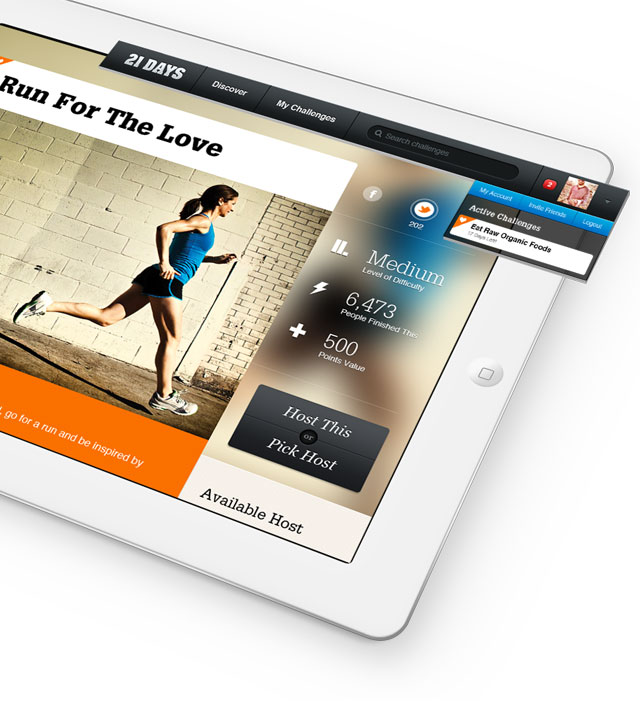 21 DAYS
Discover
My Challenges
Search challenges
2
My Account
Invite Friends
Logout
Active Challenges
Eat Raw Organic Foods
17 Days Left!
Run For The Love
f
202
Medium
Level of Difficulty
6,473
People Finished This
500
Points Value
Host This
or
Pick Host
, go for a run and be inspired by
Available Host